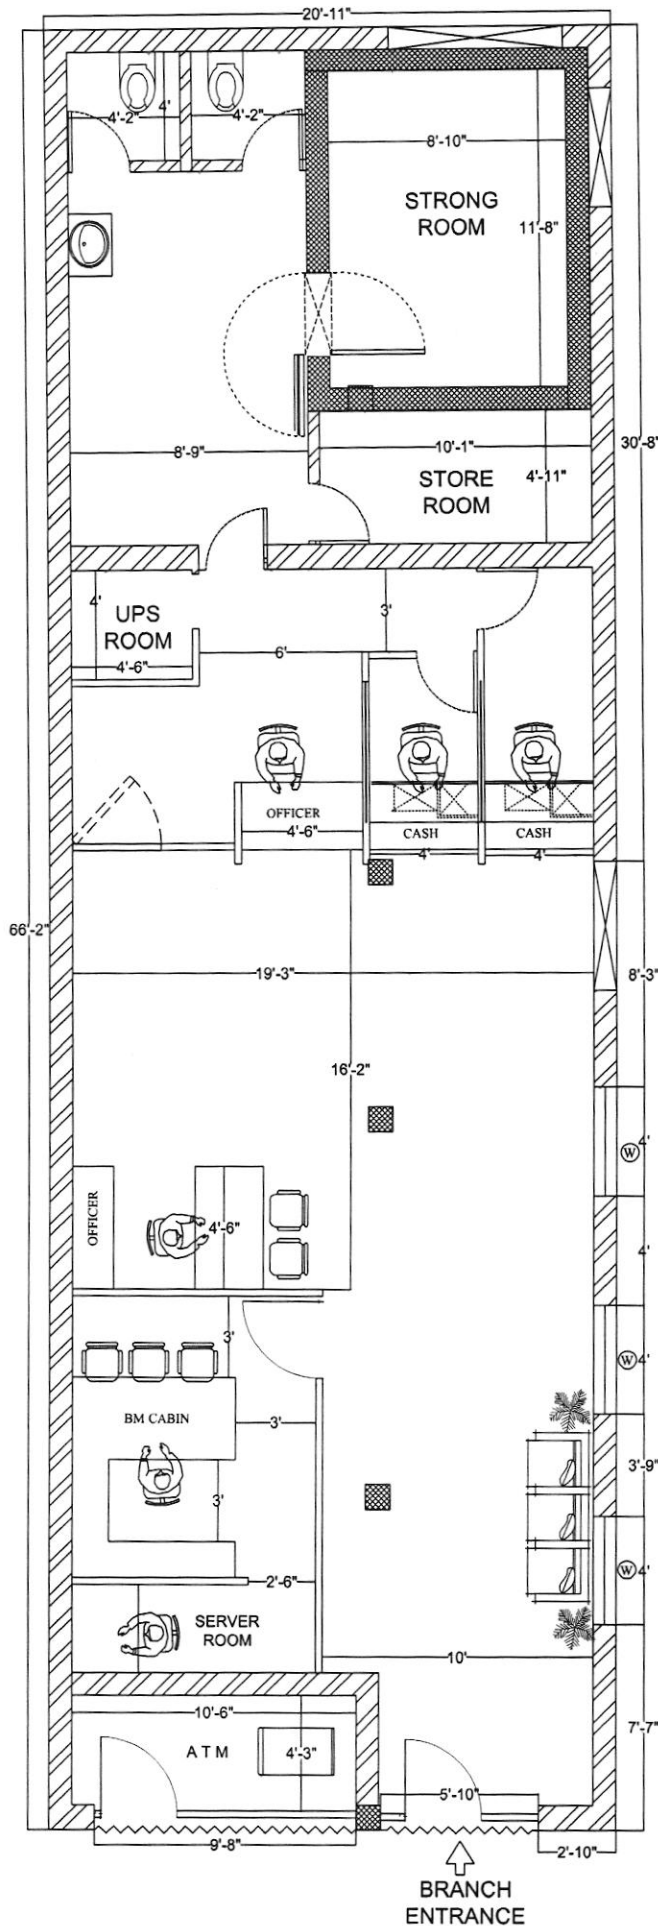 20'-11"
4'-2"
4'
4'-2"
8'-10"
STRONG
ROOM
11'-8"
30'-8"
8'-9"
10'-1"
4'-11"
STORE
ROOM
4'
UPS
ROOM
4'-6"
3'
6'
OFFICER
4'-6"
CASH
CASH
4'
4'
66'-2"
19'-3"
8'-3"
16'-2"
4'
W
OFFICER
4'-6"
4'
3'
W
4'
BM CABIN
3'
3'-9"
3'
W
4'
2'-6"
SERVER
ROOM
10'
10'-6"
7'-7"
ATM
4'-3"
5'-10"
9'-8"
2'-10"
BRANCH
ENTRANCE